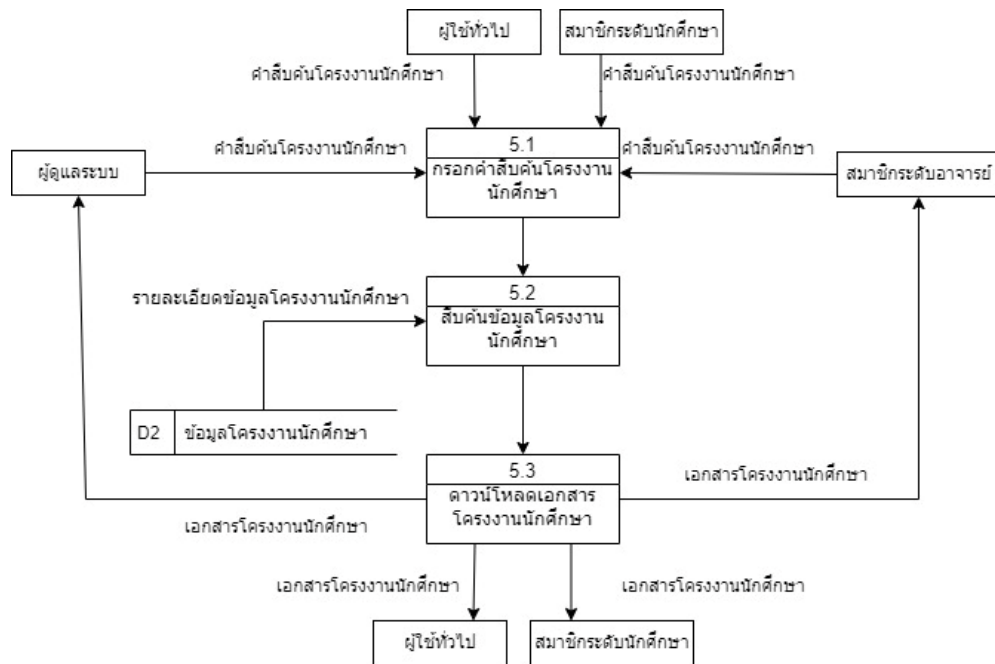 ผู้ใช้ทั่วไป
สมาชิกระดับนักศึกษา
คำสืบค้นโครงงานนักศึกษา
คำสืบค้นโครงงานนักศึกษา
5.1
กรอกคำสืบค้นโครงงาน
นักศึกษา
คำสืบค้นโครงงานนักศึกษา
คำสืบค้นโครงงานนักศึกษา
ผู้ดูแลระบบ
สมาชิกระดับอาจารย์
5.2
สืบค้นข้อมูลโครงงาน
นักศึกษา
รายละเอียดข้อมูลโครงงานนักศึกษา
D2 ข้อมูลโครงงานนักศึกษา
5.3
ดาวน์โหลดเอกสาร
โครงงานนักศึกษา
เอกสารโครงงานนักศึกษา
เอกสารโครงงานนักศึกษา
เอกสารโครงงานนักศึกษา
เอกสารโครงงานนักศึกษา
ผู้ใช้ทั่วไป
สมาชิกระดับนักศึกษา